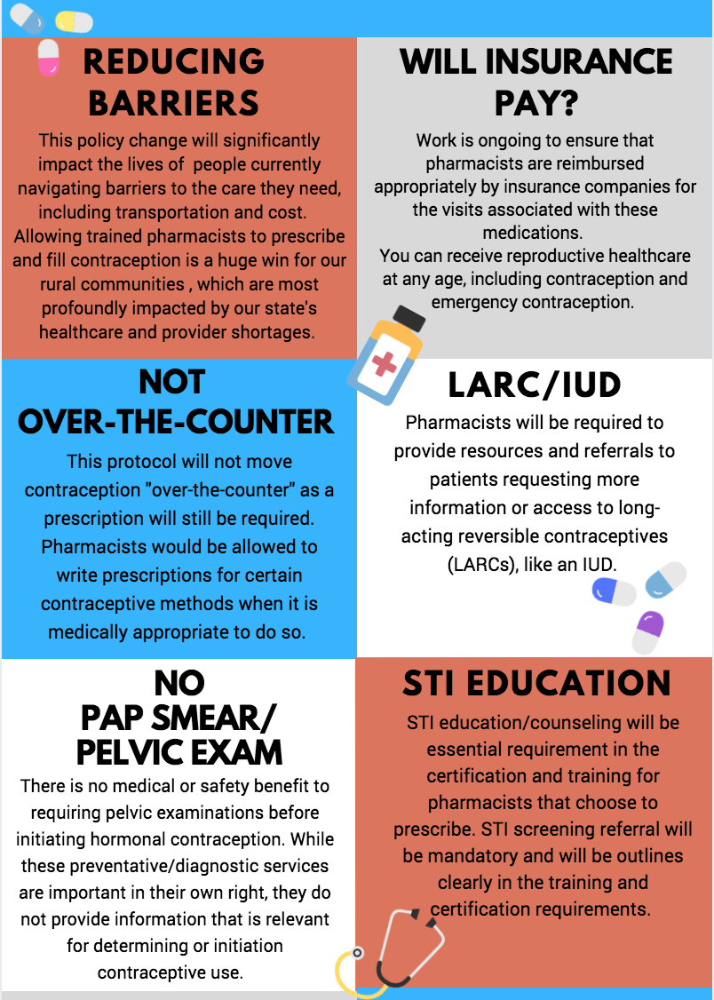 REDUCING
BARRIERS
This policy change will significantly
impact the lives of people currently
navigating barriers to the care they need,
including transportation and cost.
Allowing trained pharmacists to prescribe
and fill contraception is a huge win for our
rural communities , which are most
profoundly impacted by our state's
healthcare and provider shortages.
WILL INSURANCE
PAY?
Work is ongoing to ensure that
pharmacists are reimbursed
appropriately by insurance companies for
the visits associated with these
medications.
You can receive reproductive healthcare
at any age, including contraception and
emergency contraception.
NOT
OVER-THE-COUNTER
This protocol will not move
contraception "over-the-counter" as a
prescription will still be required.
Pharmacists would be allowed to
write prescriptions for certain
contraceptive methods when it is
medically appropriate to do so.
LARC/IUD
Pharmacists will be required to
provide resources and referrals to
patients requesting more
information or access to long-
acting reversible contraceptives
(LARCs), like an IUD.
NO
PAP SMEAR/
PELVIC EXAM
There is no medical or safety benefit to
requiring pelvic examinations before
initiating hormonal contraception. While
these preventative/diagnostic services
are important in their own right, they do
not provide information that is relevant
for determining or initiation
contraceptive use.
STI EDUCATION
STI education/counseling will be
essential requirement in the
certification and training for
pharmacists that choose to
prescribe. STI screening referral will
be mandatory and will be outlines
clearly in the training and
certification requirements.